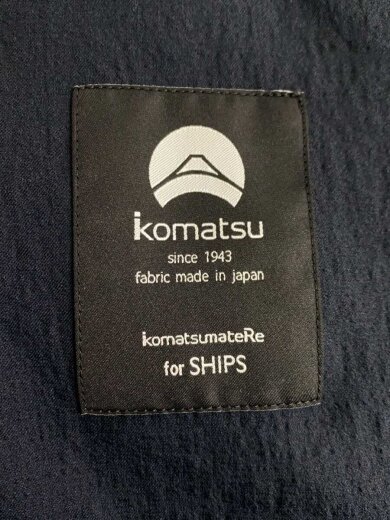 komatsu
since 1943
fabric made in japan
komatsumateRe
for SHIPS